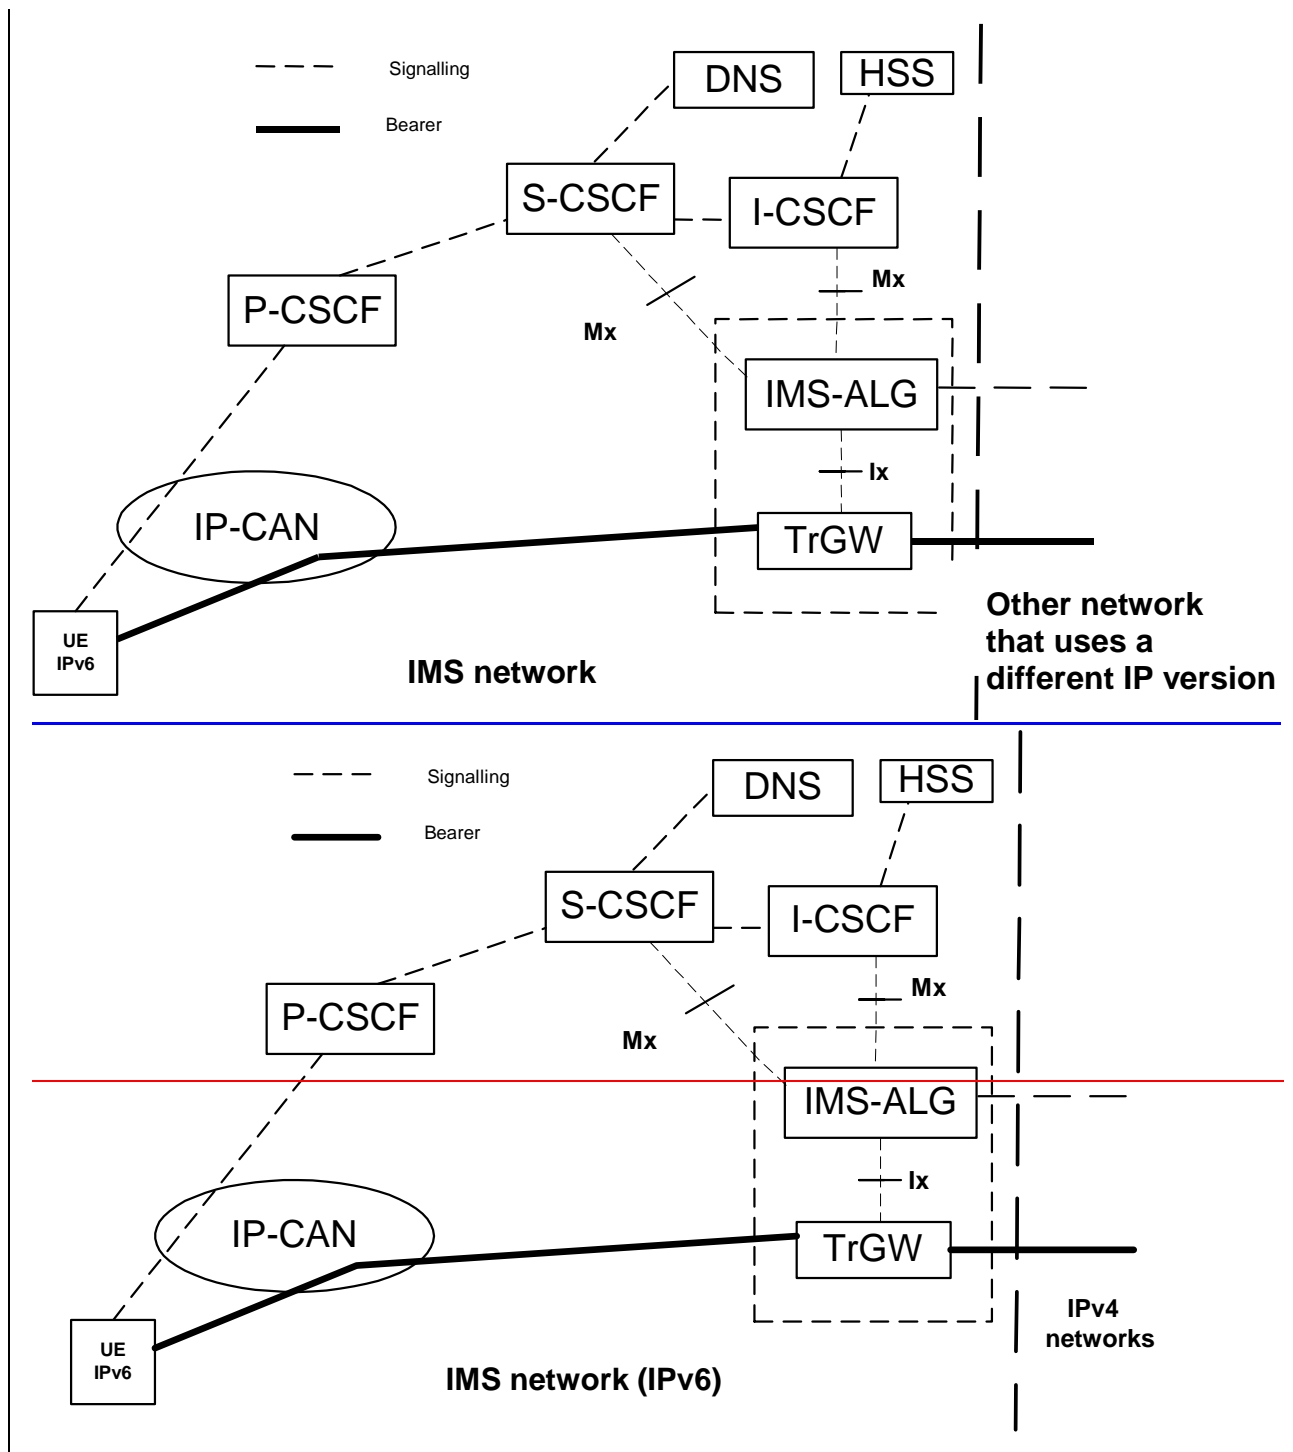 Signalling
Bearer
DNS
HSS
S-CSCF
I-CSCF
P-CSCF
Mx
Mx
IMS-ALG
Ix
IP-CAN
TrGW
UE
IPv6
IMS network
Other network
that uses a
different IP version
Signalling
Bearer
DNS
HSS
S-CSCF
I-CSCF
P-CSCF
Mx
Mx
IMS-ALG
Ix
IP-CAN
TrGW
UE
IPv6
IMS network (IPv6)
IPv4
networks